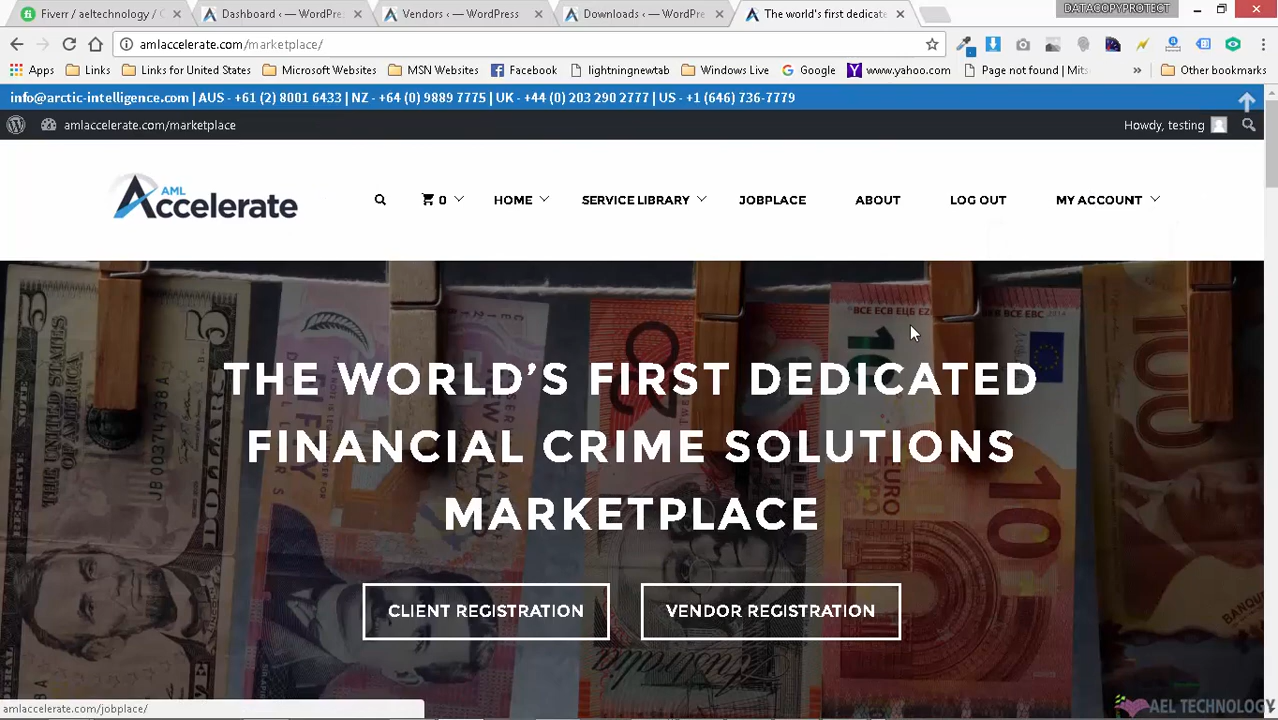 Fiverr / aeltechnology / C
Dashboard ‹ — WordPre
Vendors ‹ — WordPress
Downloads ‹ — WordPre
The world's first dedicate
DATACOPYPROTECT
amlaccelerate.com/marketplace/
Apps
Links
Links for United States
Microsoft Websites
MSN Websites
Facebook
lightningnewtab
Windows Live
Google
www.yahoo.com
Page not found | Mits
Other bookmarks
info@arctic-intelligence.com | AUS - +61 (2) 8001 6433 | NZ - +64 (0) 9889 7775 | UK - +44 (0) 203 290 2777 | US - +1 (646) 736-7779
amlaccelerate.com/marketplace
Howdy, testing
AML
Accelerate
0
HOME
SERVICE LIBRARY
JOBPLACE
ABOUT
LOG OUT
MY ACCOUNT
THE WORLD'S FIRST DEDICATED
FINANCIAL CRIME SOLUTIONS
MARKETPLACE
CLIENT REGISTRATION
VENDOR REGISTRATION
amlaccelerate.com/jobplace/
AEL TECHNOLOGY